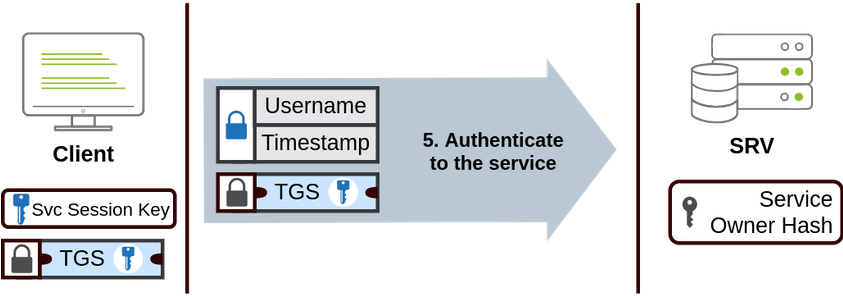 Client
Svc Session Key
TGS
Username
Timestamp
TGS
5. Authenticate
to the service
SRV
Service
Owner Hash